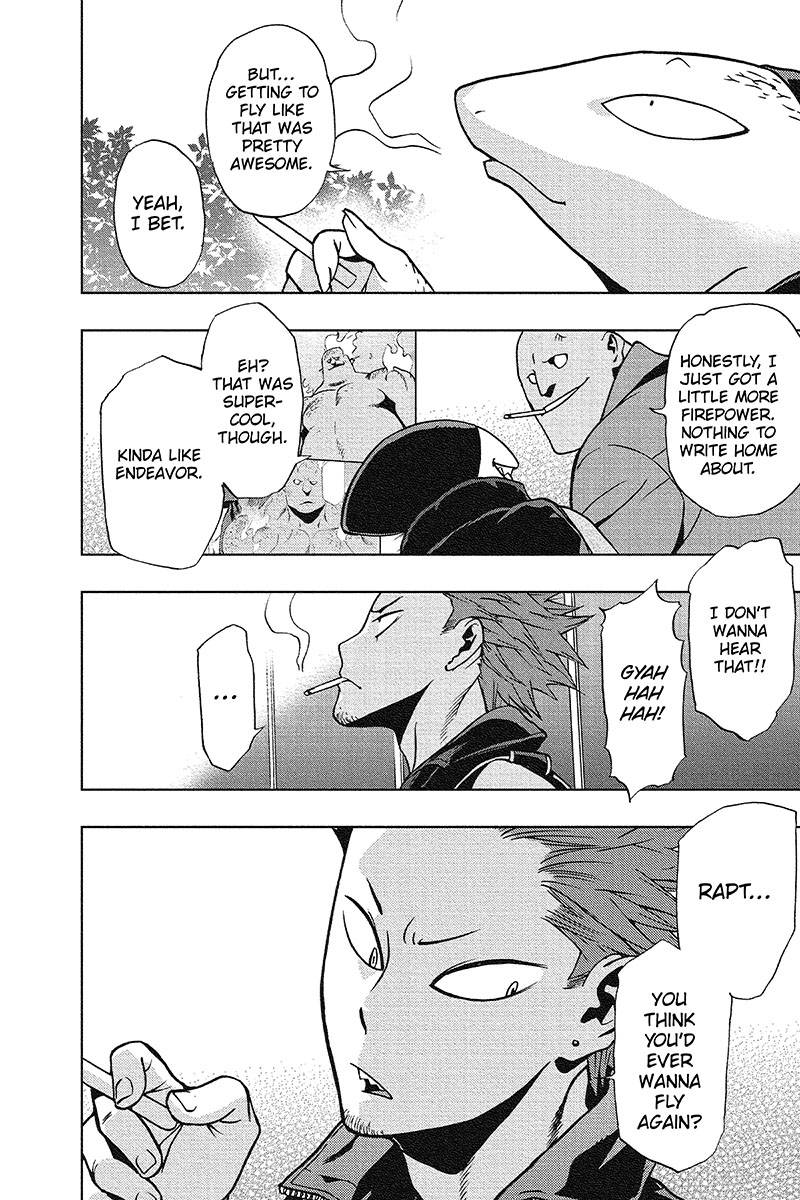 BUT...
GETTING TO
FLY LIKE
THAT WAS
PRETTY
AWESOME.
YEAH,
I BET.
HONESTLY, I
JUST GOT A
LITTLE MORE
FIREPOWER.
NOTHING TO
WRITE HOME
ABOUT.
EH?
THAT WAS
SUPER-
COOL,
THOUGH.
KINDA LIKE
ENDEAVOR.
I DON'T
WANNA
HEAR
THAT!!
GYAH
HAH
HAH!
...
RAPT...
YOU
THINK
YOU'D
EVER
WANNA
FLY
AGAIN?